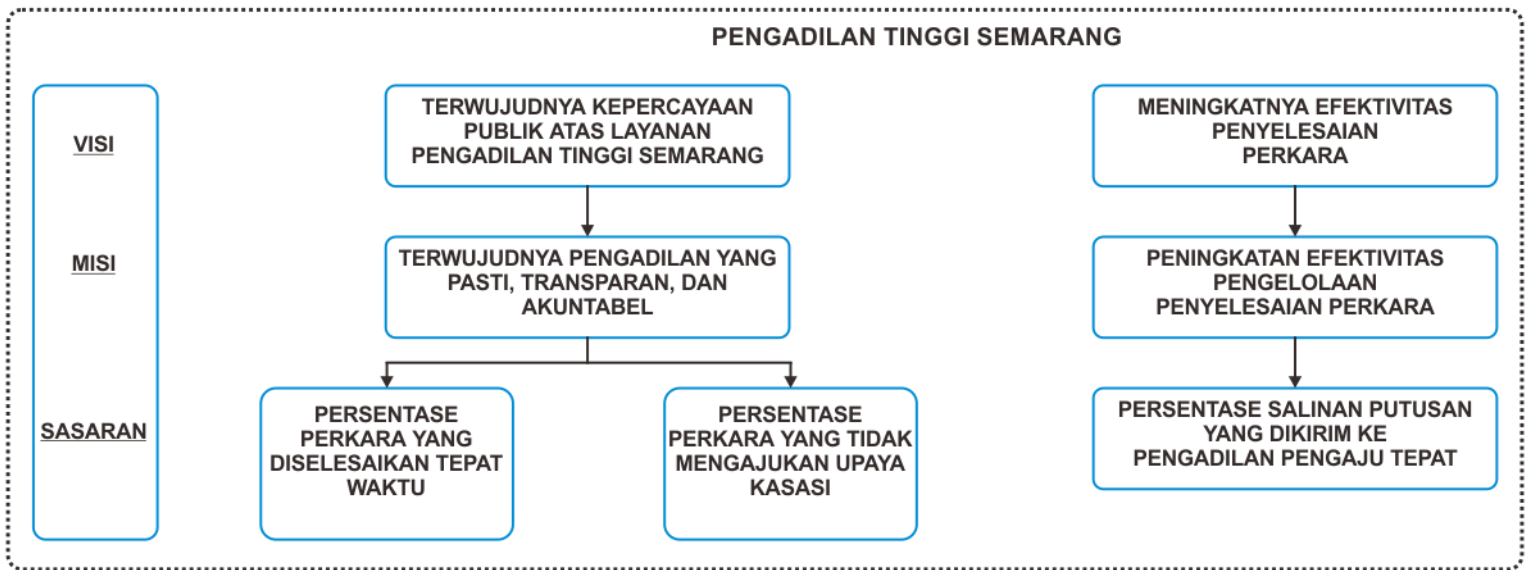 PENGADILAN TINGGI SEMARANG
VISI
TERWUJUDNYA KEPERCAYAAN
PUBLIK ATAS LAYANAN
PENGADILAN TINGGI SEMARANG
MENINGKATNYA EFEKTIVITAS
PENYELESAIAN
PERKARA
MISI
TERWUJUDNYA PENGADILAN YANG
PASTI, TRANSPARAN, DAN
AKUNTABEL
PENINGKATAN EFEKTIVITAS
PENGELOLAAN
PENYELESAIAN PERKARA
SASARAN
PERSENTASE
PERKARA YANG
DISELESAIKAN TEPAT
WAKTU
PERSENTASE
PERKARA YANG TIDAK
MENGAJUKAN UPAYA
KASASI
PERSENTASE SALINAN PUTUSAN
YANG DIKIRIM KE
PENGADILAN PENGAJU TEPAT